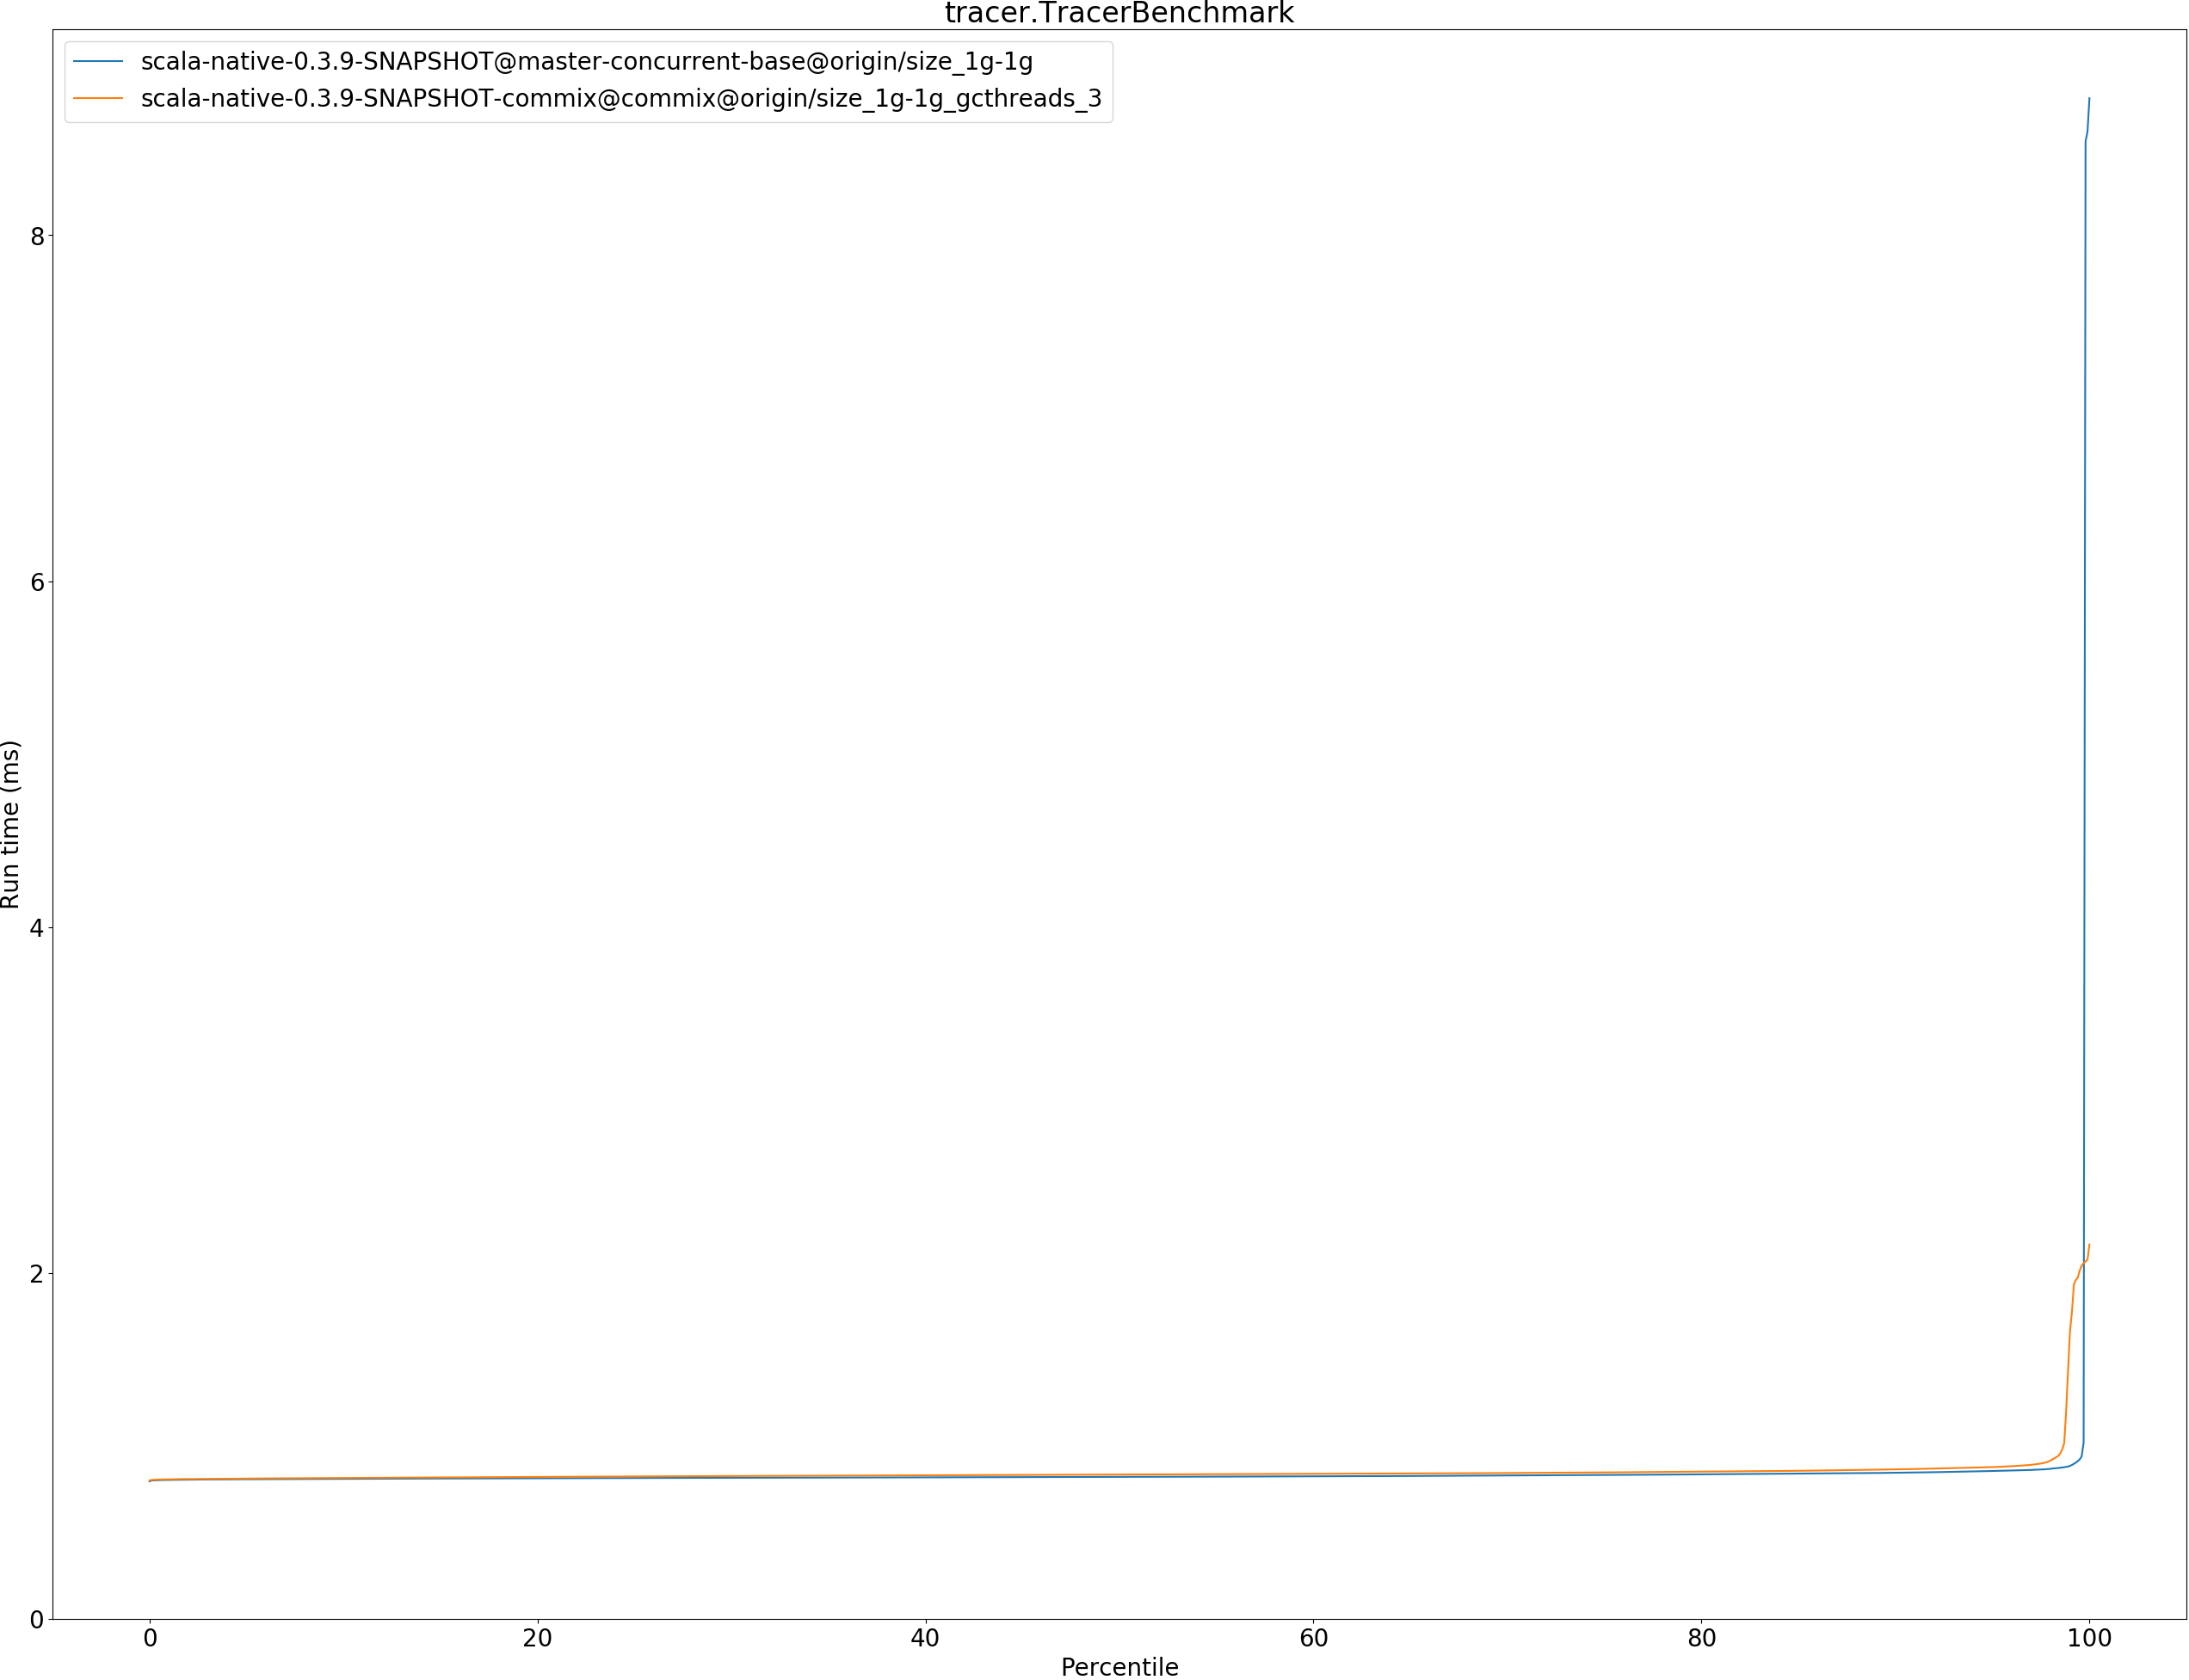 tracer.TracerBenchmark
scala-native-0.3.9-SNAPSHOT@master-concurrent-base@origin/size_1g-1g
scala-native-0.3.9-SNAPSHOT-commix@commix@origin/size_1g-1g_gcthreads_3
Run time (ms)
8
6
4
2
0
0 20 40 60 80 100
Percentile